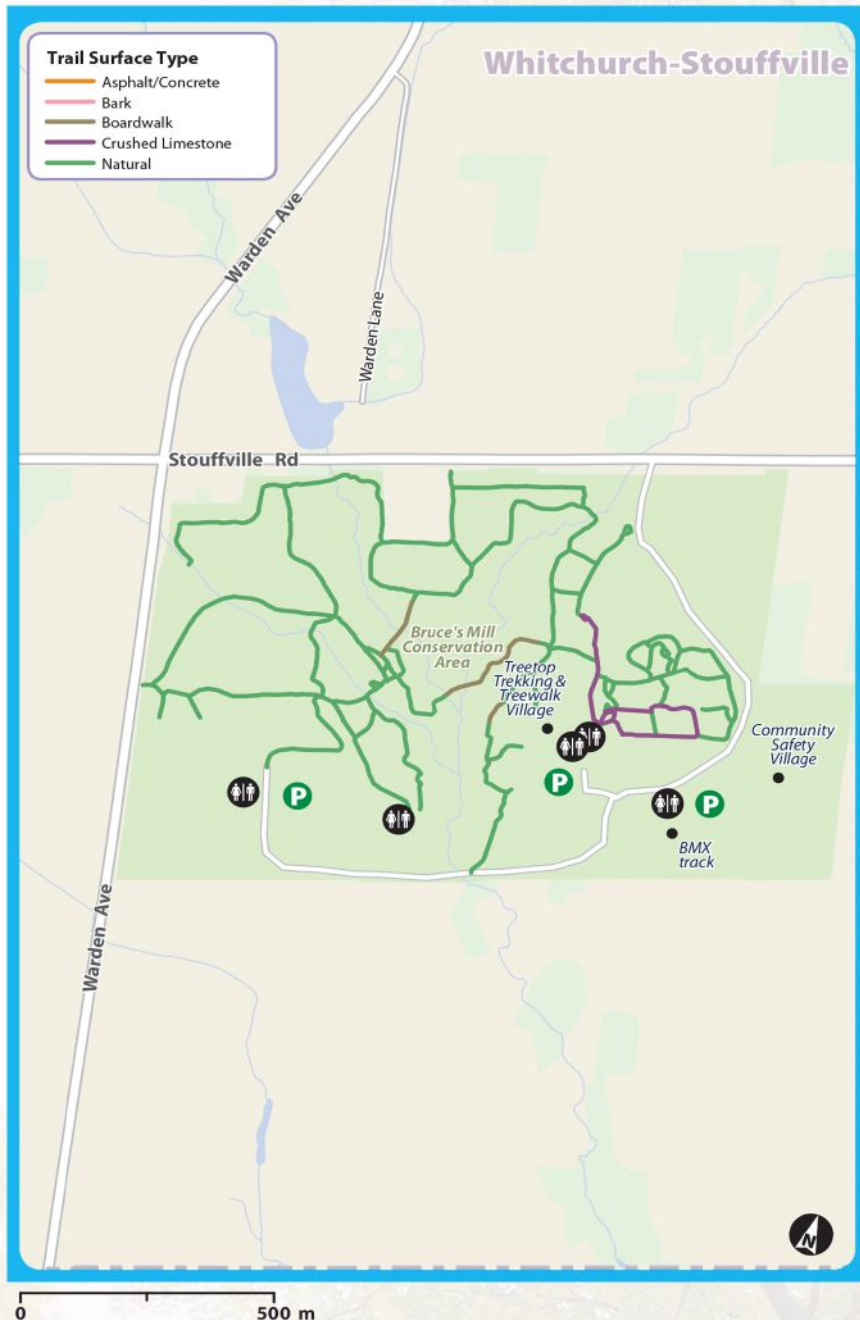 Whitchurch-Stouffville
Trail Surface Type
Asphalt/Concrete
Bark
Boardwalk
Crushed Limestone
Natural
Warden Ave
Warden Lane
Stouffville Rd
Bruce's Mill
Conservation
Area
Treetop
Trekking &
Treewalk
Village
Community
Safety
Village
P
P
P
BMX
track
Warden Ave
N
0
500 m